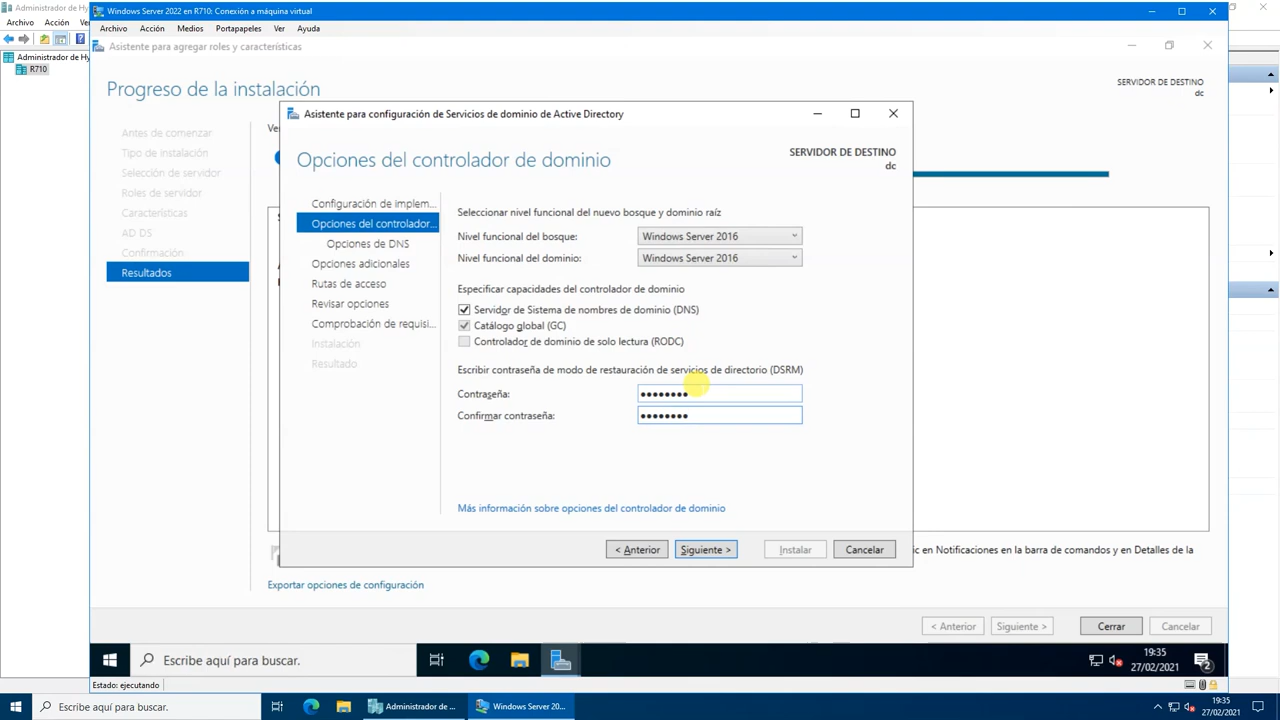 Administrador de Hy
Windows Server 2022 en R710: Conexión a máquina virtual
Archivo Acción
Archivo Acción Medios Portapapeles Ver Ayuda
Asistente para agregar roles y características
Administrador de Hy
R710
Progreso de la instalación
SERVIDOR DE DESTINO
dc
Antes de comenzar
Tipo de instalación
Selección de servidor
Roles de servidor
Características
AD DS
Confirmación
Resultados
Asistente para configuración de Servicios de dominio de Active Directory
Opciones del controlador de dominio
SERVIDOR DE DESTINO
dc
Configuración de implem...
Opciones del controlador...
Opciones de DNS
Opciones adicionales
Rutas de acceso
Revisar opciones
Comprobación de requisi...
Instalación
Resultado
Seleccionar nivel funcional del nuevo bosque y dominio raíz
Nivel funcional del bosque: Windows Server 2016
Nivel funcional del dominio: Windows Server 2016
Especificar capacidades del controlador de dominio
Servidor de Sistema de nombres de dominio (DNS)
Catálogo global (GC)
Controlador de dominio de solo lectura (RODC)
Escribir contraseña de modo de restauración de servicios de directorio (DSRM)
Contraseña: ●●●●●●●●
Confirmar contraseña: ●●●●●●●●
Más información sobre opciones del controlador de dominio
< Anterior Siguiente > Instalar Cancelar
ic en Notificaciones en la barra de comandos y en Detalles de la
Exportar opciones de configuración
< Anterior Siguiente > Cerrar Cancelar
Escribe aquí para buscar.
19:35
27/02/2021
2
Estado: ejecutando
Escribe aquí para buscar.
Administrador de ...
Windows Server 20...
19:35
27/02/2021